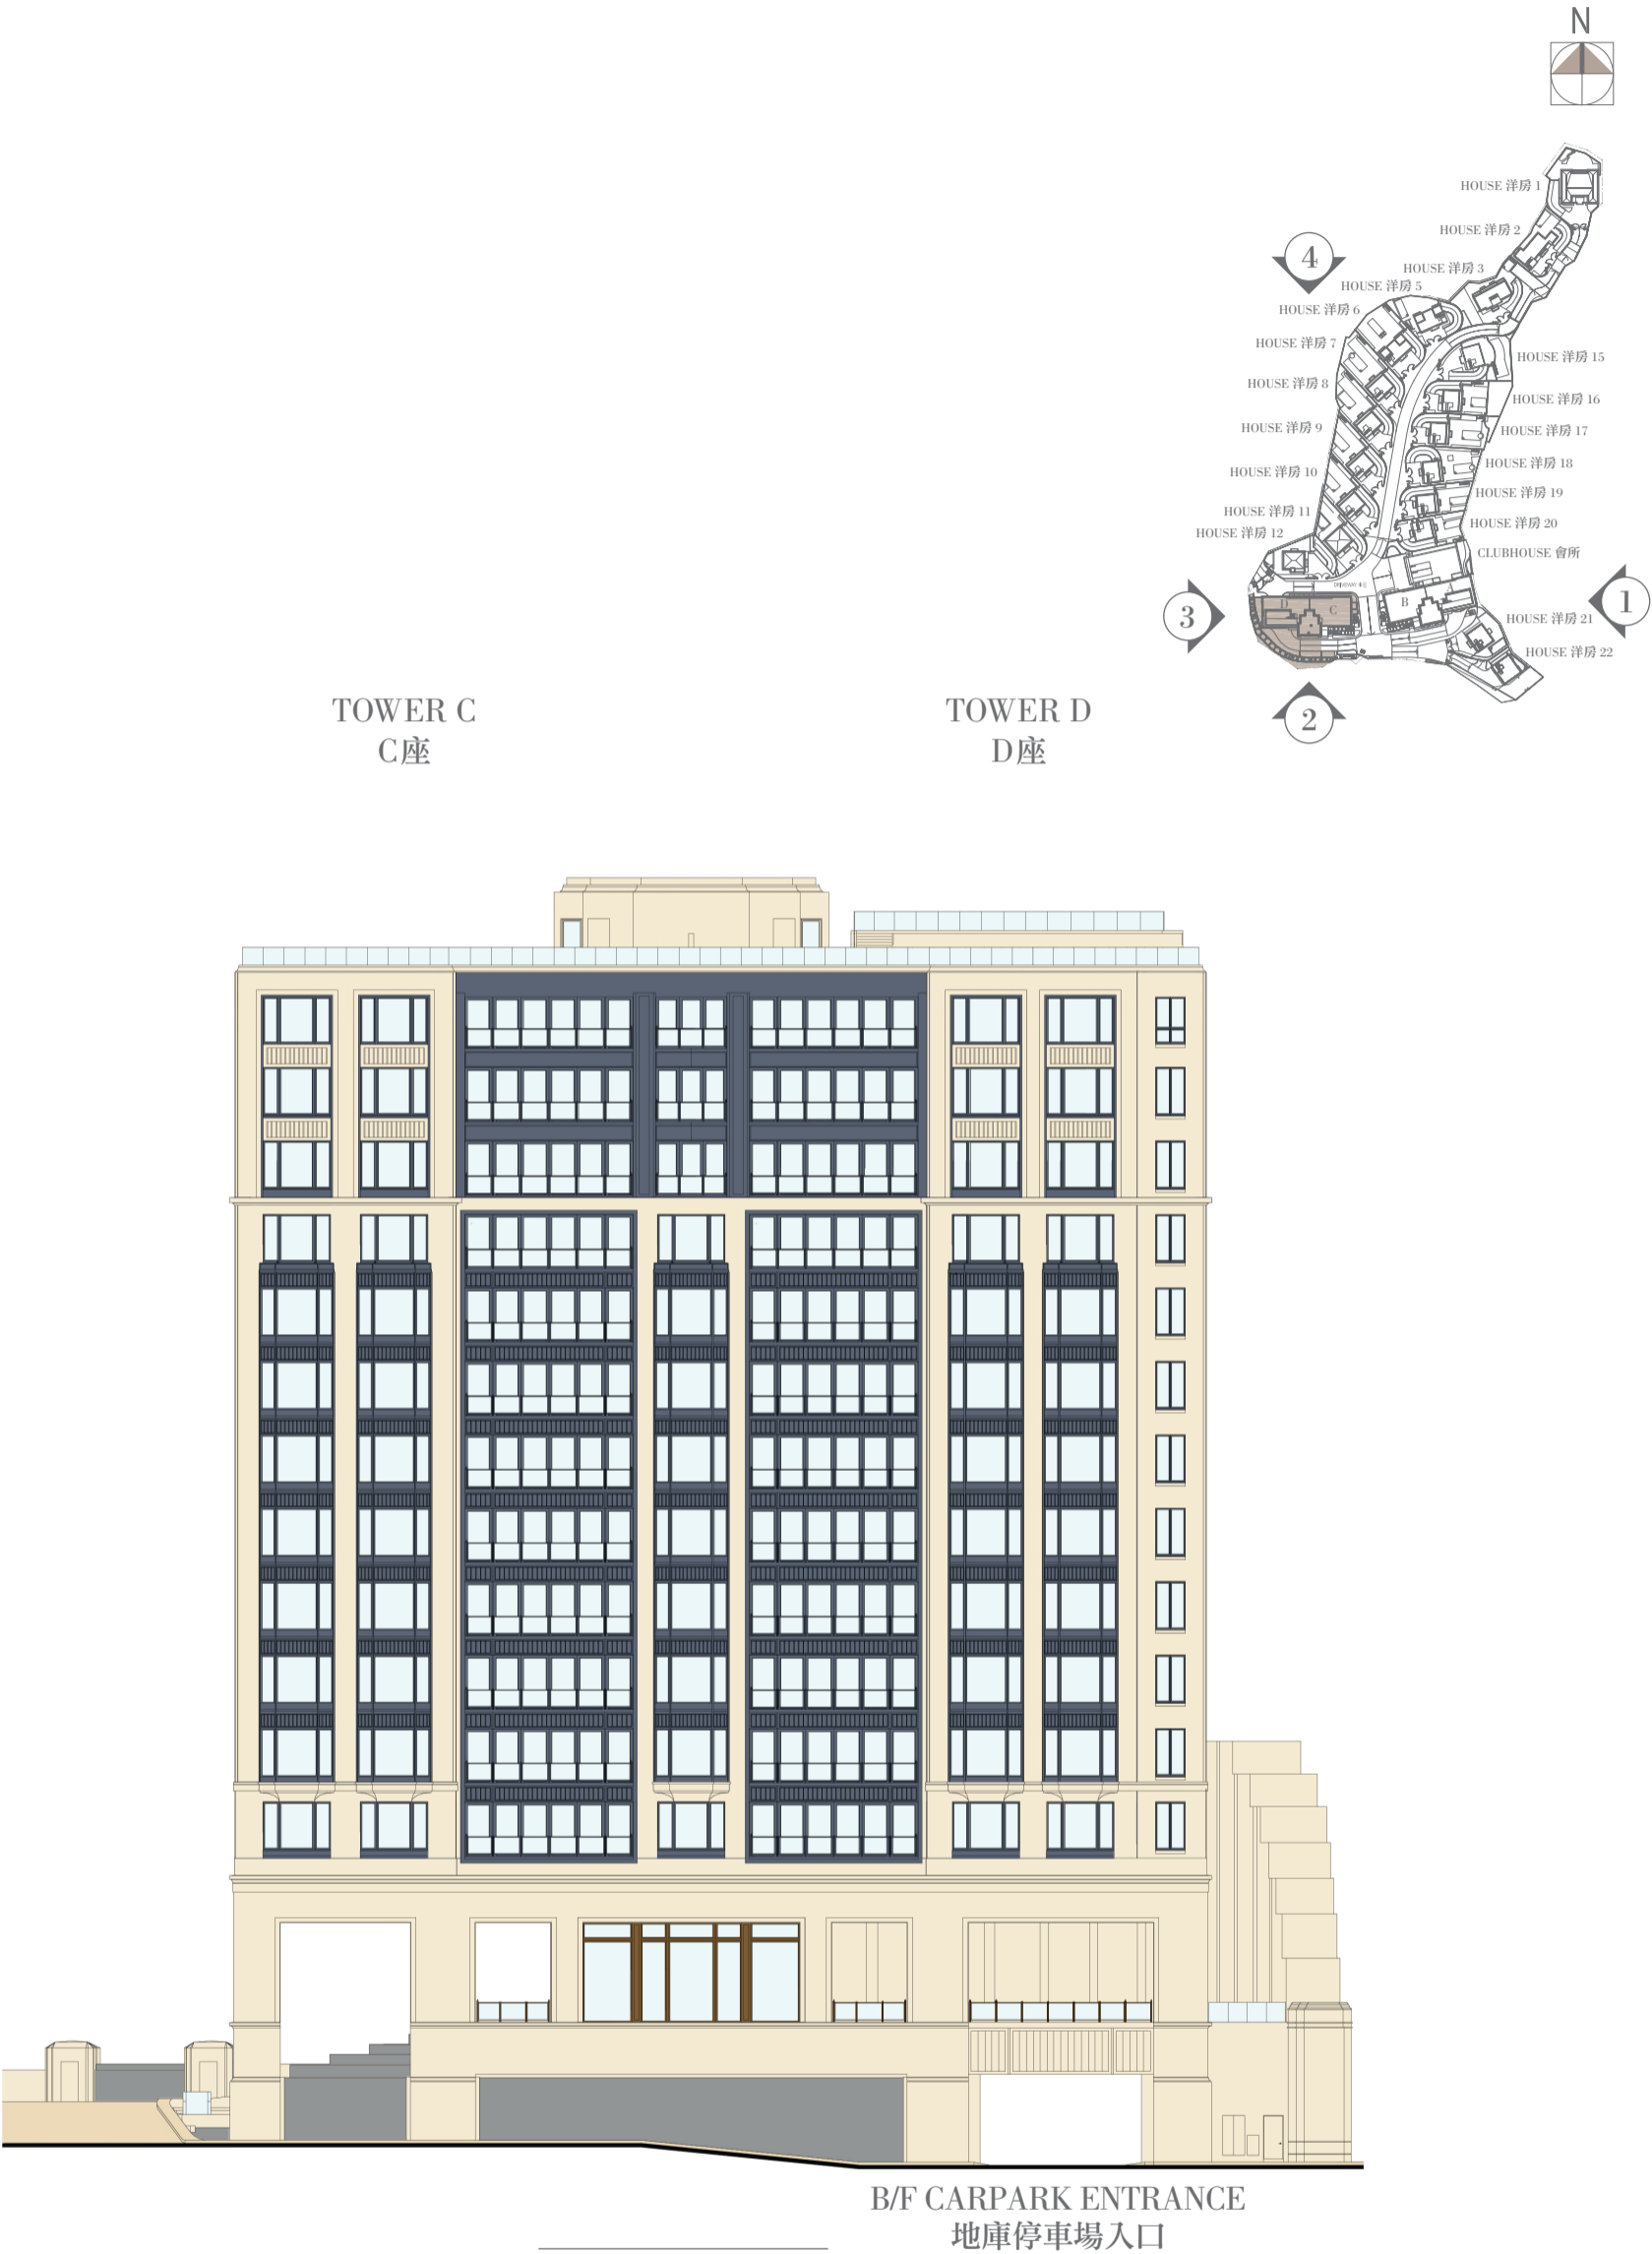 N
HOUSE 洋房 1
HOUSE 洋房 2
4
HOUSE 洋房 3
HOUSE 洋房 5
HOUSE 洋房 6
HOUSE 洋房 7
HOUSE 洋房 15
HOUSE 洋房 8
HOUSE 洋房 16
HOUSE 洋房 9
HOUSE 洋房 17
HOUSE 洋房 10
HOUSE 洋房 18
HOUSE 洋房 19
HOUSE 洋房 11
HOUSE 洋房 20
HOUSE 洋房 12
CLUBHOUSE 會所
DRIVEWAY
D
C
B
1
3
HOUSE 洋房 21
HOUSE 洋房 22
2
TOWER C
C座
TOWER D
D座
B/F CARPARK ENTRANCE
地庫停車場入口